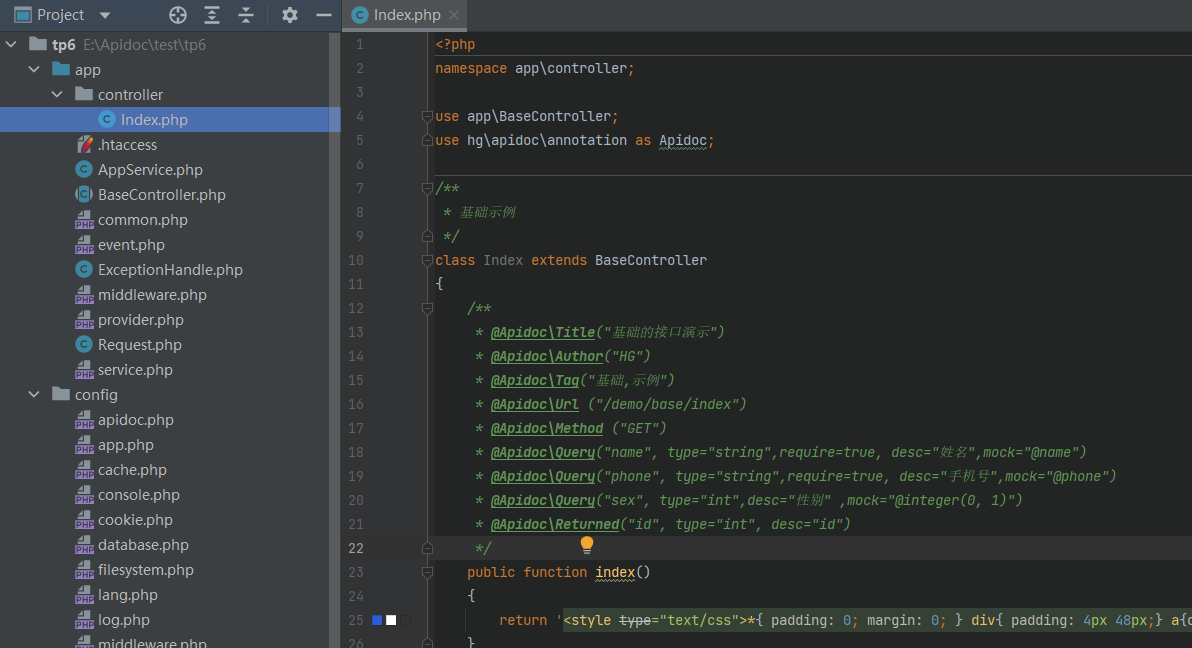 Project
Index.php
tp6 E:\Apidoc\test\tp6
app
controller
Index.php
.htaccess
AppService.php
BaseController.php
common.php
event.php
ExceptionHandle.php
middleware.php
provider.php
Request.php
service.php
config
apidoc.php
app.php
cache.php
console.php
cookie.php
database.php
filesystem.php
lang.php
log.php
middleware.php
1 <?php
2 namespace app\controller;
3
4 use app\BaseController;
5 use hg\apidoc\annotation as Apidoc;
6
7 /**
8 * 基础示例
9 */
10 class Index extends BaseController
11 {
12 /**
13 * @Apidoc\Title("基础的接口演示")
14 * @Apidoc\Author("HG")
15 * @Apidoc\Tag("基础,示例")
16 * @Apidoc\Url ("/demo/base/index")
17 * @Apidoc\Method ("GET")
18 * @Apidoc\Query("name", type="string",require=true, desc="姓名",mock="@name")
19 * @Apidoc\Query("phone", type="string",require=true, desc="手机号",mock="@phone")
20 * @Apidoc\Query("sex", type="int",desc="性别" ,mock="@integer(0, 1)")
21 * @Apidoc\Returned("id", type="int", desc="id")
22 */
23 public function index()
24 {
25 return '<style type="text/css">*{ padding: 0; margin: 0; } div{ padding: 4px 48px;} a{c
26 }